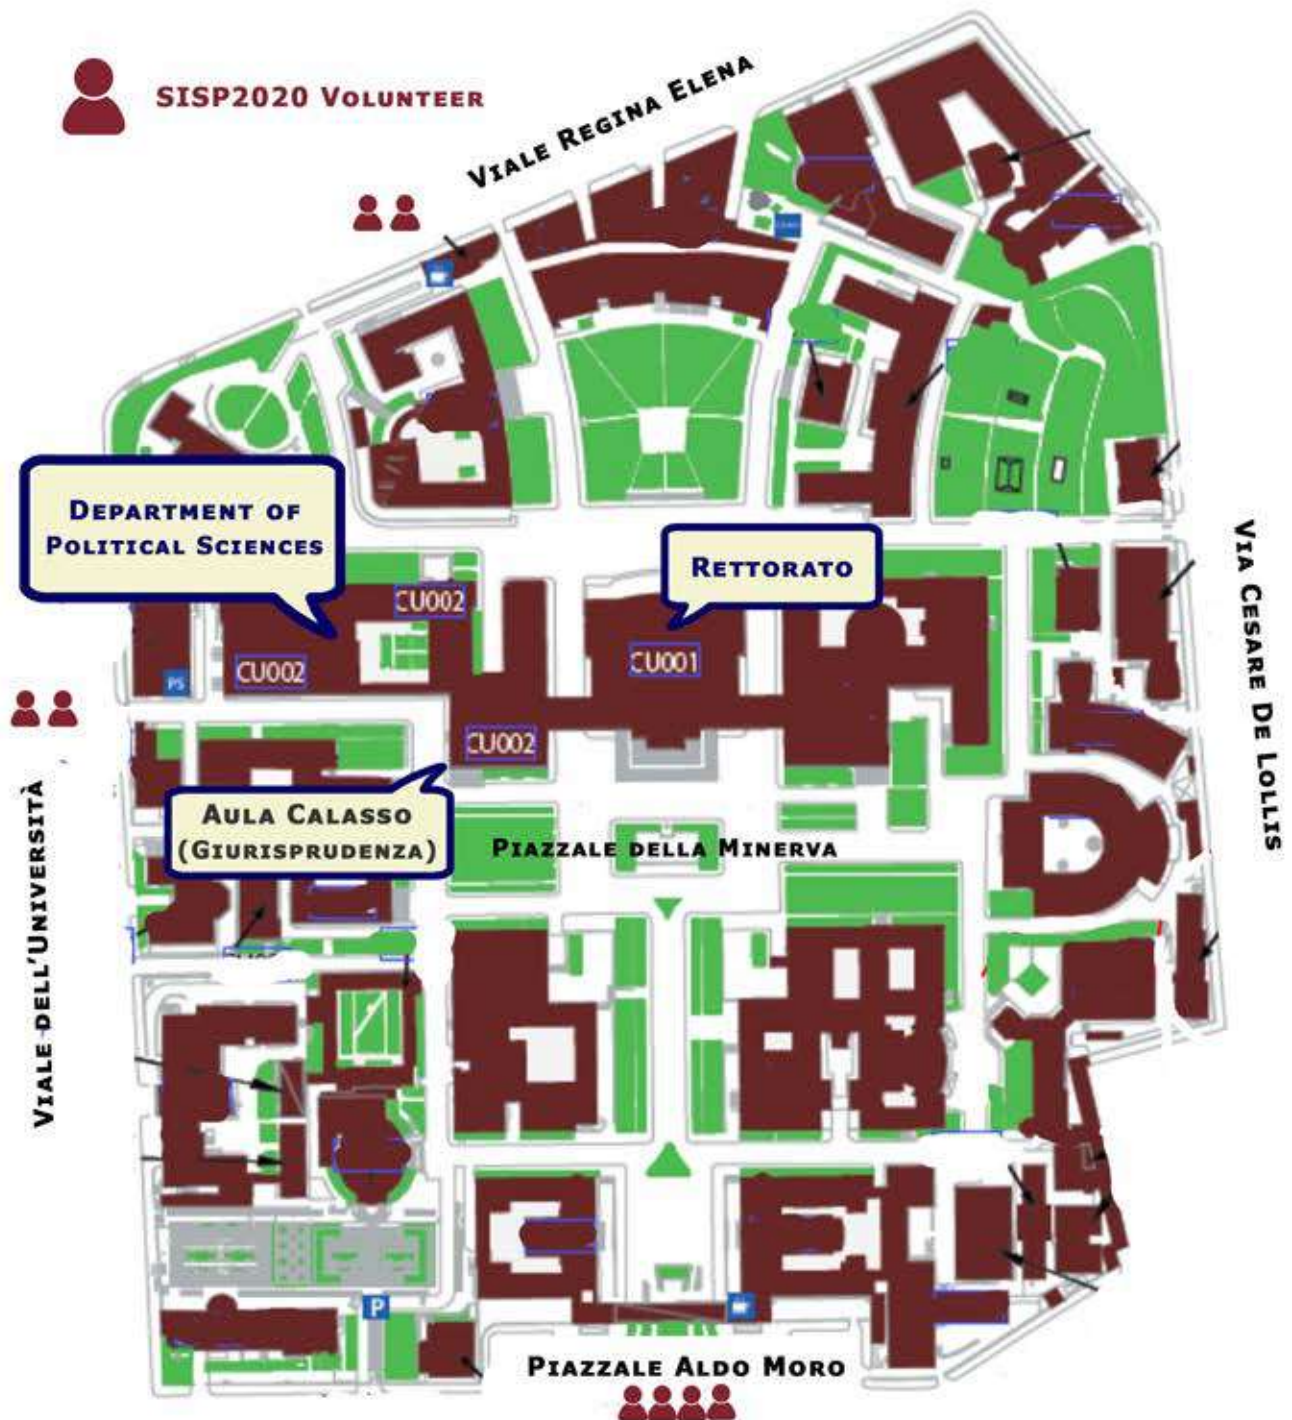 SISP2020 VOLUNTEER
VIALE REGINA ELENA
DEPARTMENT OF
POLITICAL SCIENCES
RETTORATO
CU002
CU001
CU002
PS
CU002
VIA CESARE DE LOLLIS
AULA CALASSO
(GIURISPRUDENZA)
PIAZZALE DELLA MINERVA
VIALE DELL'UNIVERSITÀ
P
PIAZZALE ALDO MORO